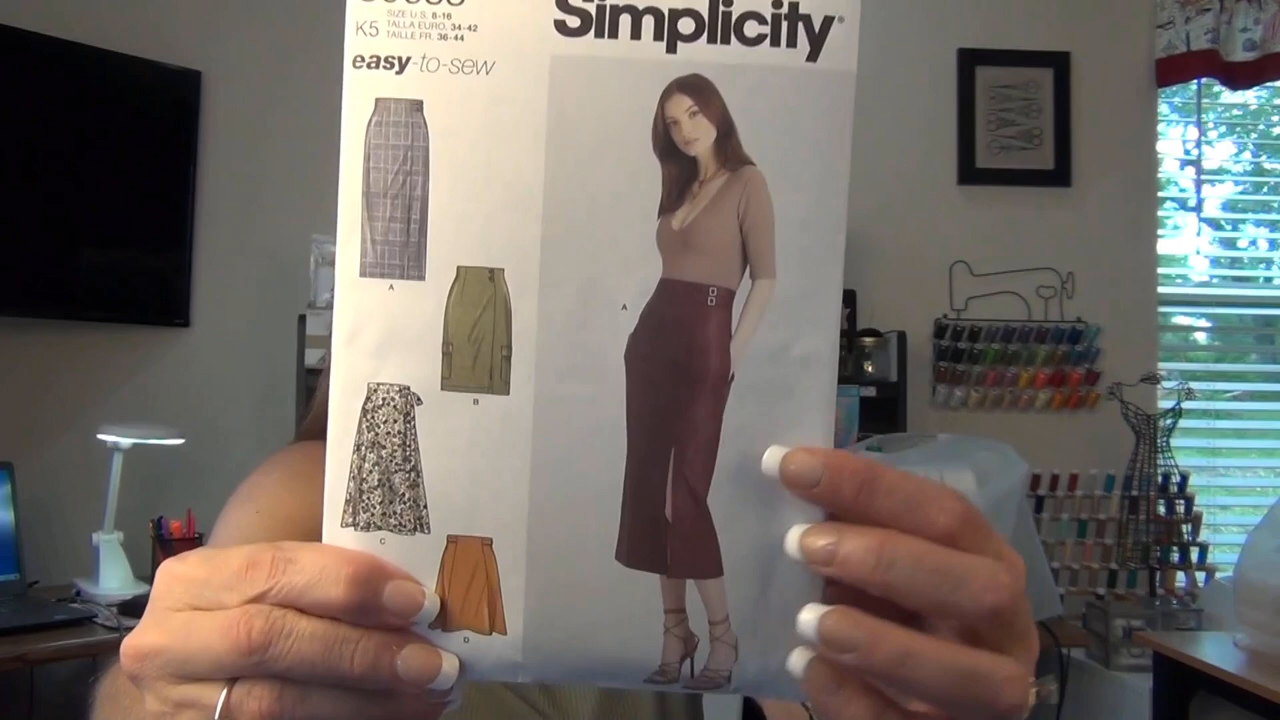 K5
SIZE U.S. 8-16
TALLA EURO. 34-42
TAILLE FR. 36-44
Simplicity®
easy-to-sew
A
A
B
C
D